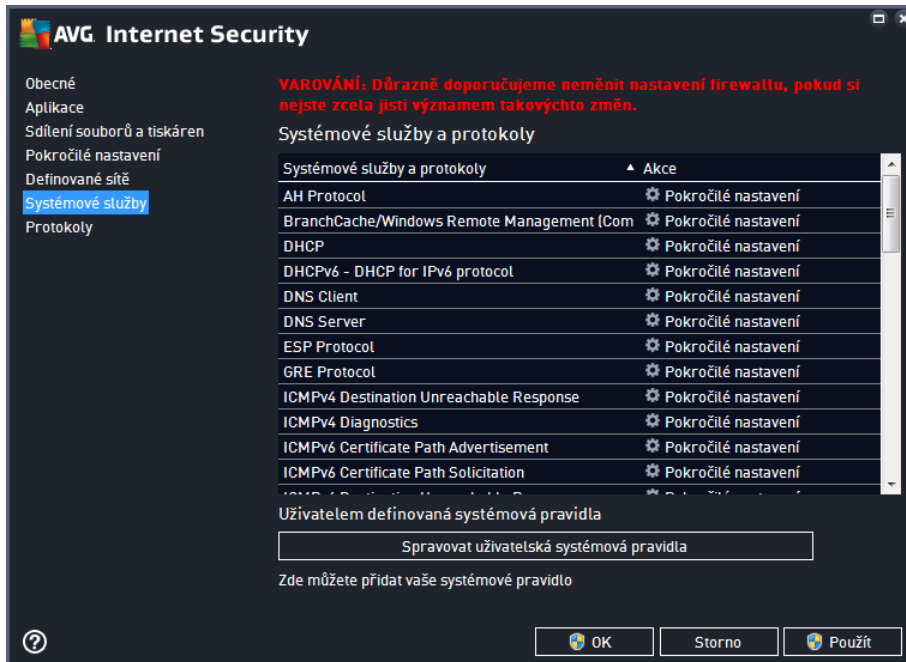 AVG Internet Security
Obecné
Aplikace
Sdílení souborů a tiskáren
Pokročilé nastavení
Definované sítě
Systémové služby
Protokoly
VAROVÁNÍ: Důrazně doporučujeme neměnit nastavení firewallu, pokud si
nejste zcela jisti významem takovýchto změn.
Systémové služby a protokoly
Systémové služby a protokoly Akce
AH Protocol Pokročilé nastavení
BranchCache/Windows Remote Management (Com Pokročilé nastavení
DHCP Pokročilé nastavení
DHCPv6 - DHCP for IPv6 protocol Pokročilé nastavení
DNS Client Pokročilé nastavení
DNS Server Pokročilé nastavení
ESP Protocol Pokročilé nastavení
GRE Protocol Pokročilé nastavení
ICMPv4 Destination Unreachable Response Pokročilé nastavení
ICMPv4 Diagnostics Pokročilé nastavení
ICMPv6 Certificate Path Advertisement Pokročilé nastavení
ICMPv6 Certificate Path Solicitation Pokročilé nastavení
Uživatelem definovaná systémová pravidla
Spravovat uživatelská systémová pravidla
Zde můžete přidat vaše systémové pravidlo
OK Storno Použít